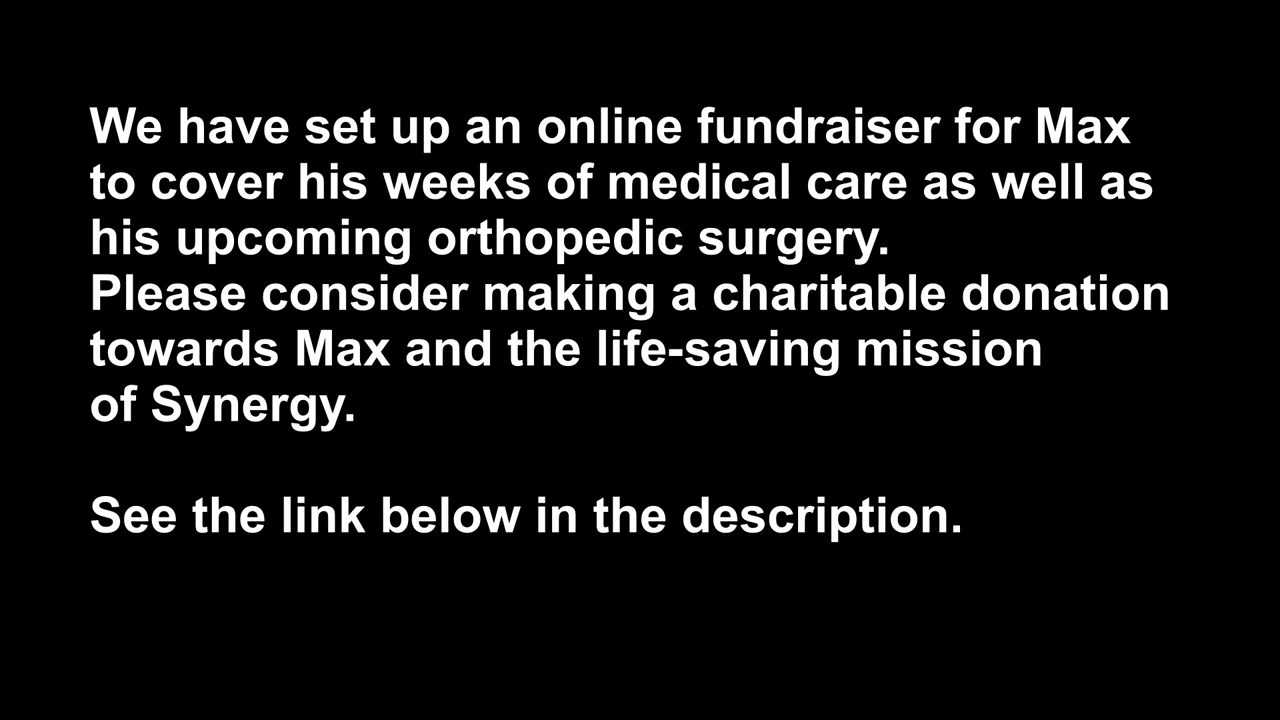 We have set up an online fundraiser for Max
to cover his weeks of medical care as well as
his upcoming orthopedic surgery.
Please consider making a charitable donation
towards Max and the life-saving mission
of Synergy.
See the link below in the description.